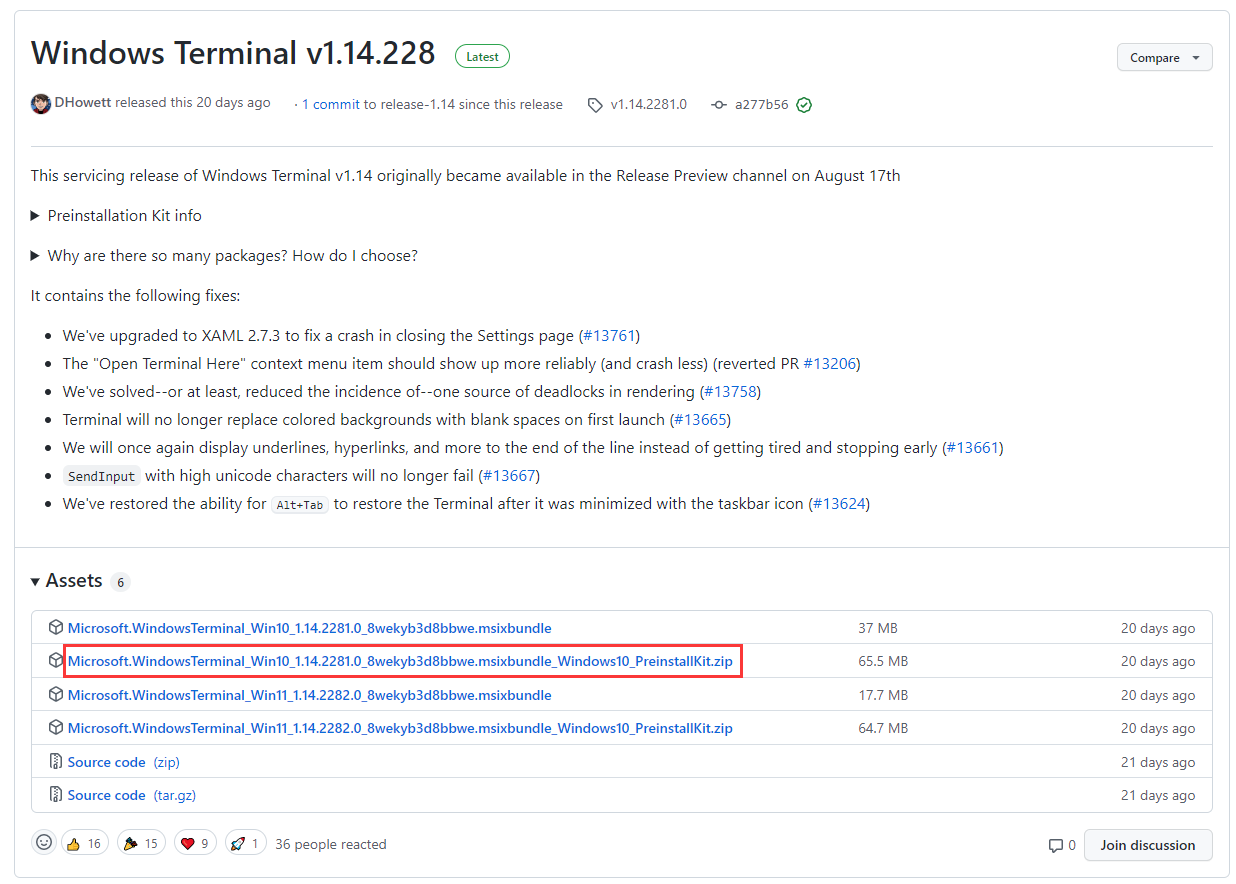 Windows Terminal v1.14.228 Latest Compare
DHowett released this 20 days ago · 1 commit to release-1.14 since this release v1.14.2281.0 a277b56
This servicing release of Windows Terminal v1.14 originally became available in the Release Preview channel on August 17th
Preinstallation Kit info
Why are there so many packages? How do I choose?
It contains the following fixes:
• We've upgraded to XAML 2.7.3 to fix a crash in closing the Settings page (#13761)
• The "Open Terminal Here" context menu item should show up more reliably (and crash less) (reverted PR #13206)
• We've solved--or at least, reduced the incidence of--one source of deadlocks in rendering (#13758)
• Terminal will no longer replace colored backgrounds with blank spaces on first launch (#13665)
• We will once again display underlines, hyperlinks, and more to the end of the line instead of getting tired and stopping early (#13661)
• SendInput with high unicode characters will no longer fail (#13667)
• We've restored the ability for Alt+Tab to restore the Terminal after it was minimized with the taskbar icon (#13624)
Assets 6
Microsoft.WindowsTerminal_Win10_1.14.2281.0_8wekyb3d8bbwe.msixbundle 37 MB 20 days ago
Microsoft.WindowsTerminal_Win10_1.14.2281.0_8wekyb3d8bbwe.msixbundle_Windows10_PreinstallKit.zip 65.5 MB 20 days ago
Microsoft.WindowsTerminal_Win11_1.14.2282.0_8wekyb3d8bbwe.msixbundle 17.7 MB 20 days ago
Microsoft.WindowsTerminal_Win11_1.14.2282.0_8wekyb3d8bbwe.msixbundle_Windows10_PreinstallKit.zip 64.7 MB 20 days ago
Source code (zip) 21 days ago
Source code (tar.gz) 21 days ago
16 15 9 1 36 people reacted 0 Join discussion